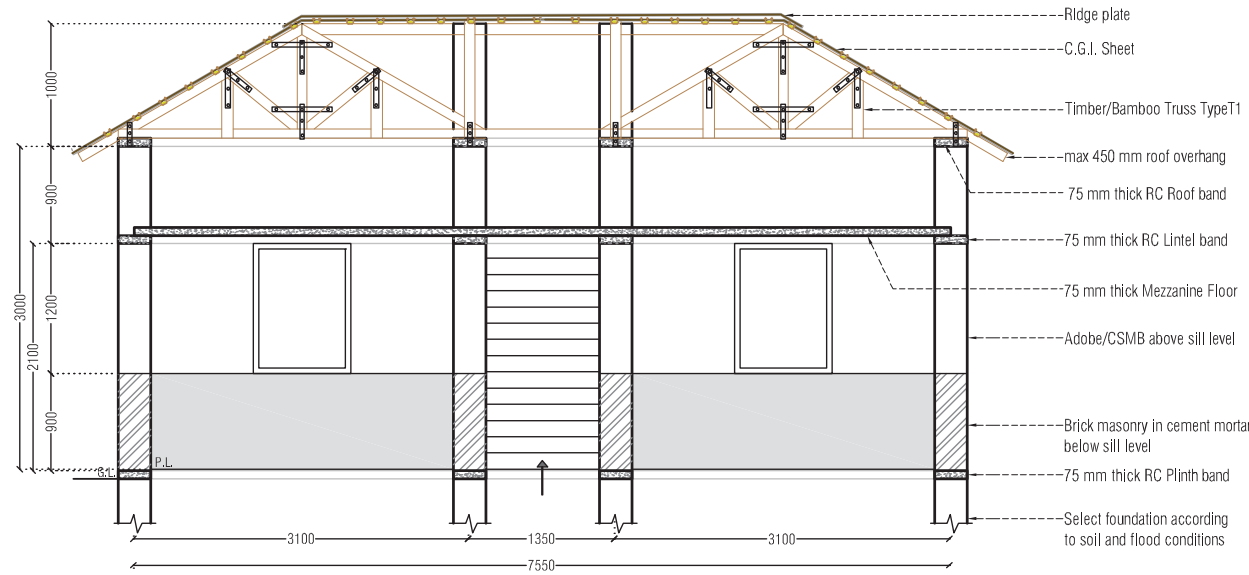 RIdge plate
C.G.I. Sheet
1000
Timber/Bamboo Truss TypeT1
max 450 mm roof overhang
75 mm thick RC Roof band
900
75 mm thick RC Lintel band
75 mm thick Mezzanine Floor
3000
2100
1200
Adobe/CSMB above sill level
900
Brick masonry in cement mortar
below sill level
P.L.
G.L.
75 mm thick RC Plinth band
Select foundation according
to soil and flood conditions
3100
1350
3100
7550